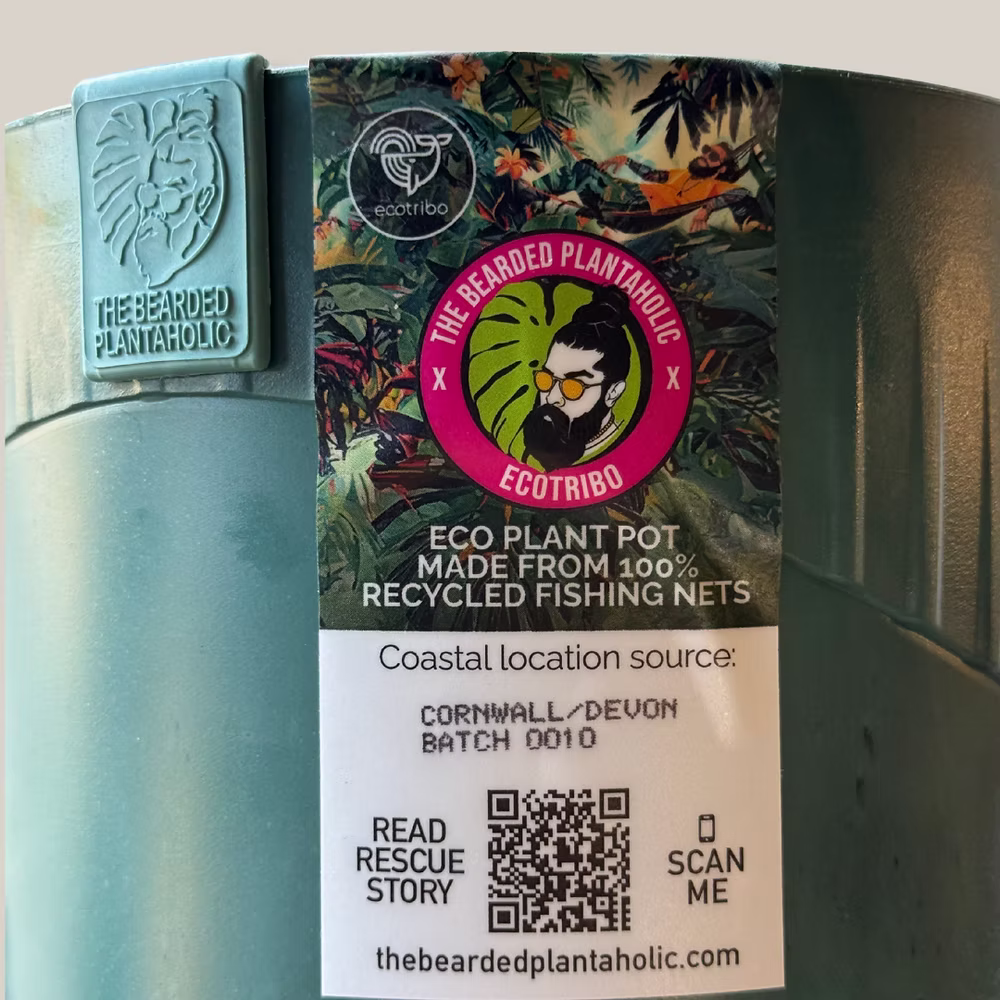 THE BEARDED
PLANTAHOLIC
ecotribo
THE BEARDED PLANTAHOLIC
X X
ECOTRIBO
ECO PLANT POT
MADE FROM 100%
RECYCLED FISHING NETS
Coastal location source:
CORNWALL/DEVON
BATCH 0010
READ
RESCUE
STORY
SCAN
ME
thebeardedplantaholic.com